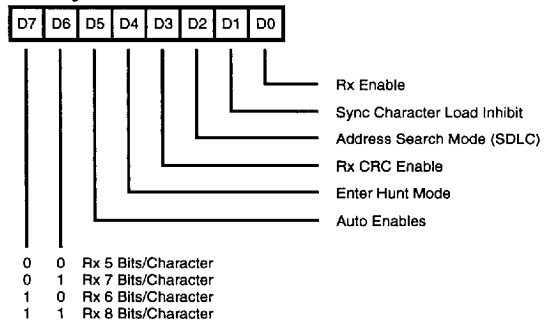 D7 D6 D5 D4 D3 D2 D1 D0
Rx Enable
Sync Character Load Inhibit
Address Search Mode (SDLC)
Rx CRC Enable
Enter Hunt Mode
Auto Enables
0 0 Rx 5 Bits/Character
0 1 Rx 7 Bits/Character
1 0 Rx 6 Bits/Character
1 1 Rx 8 Bits/Character